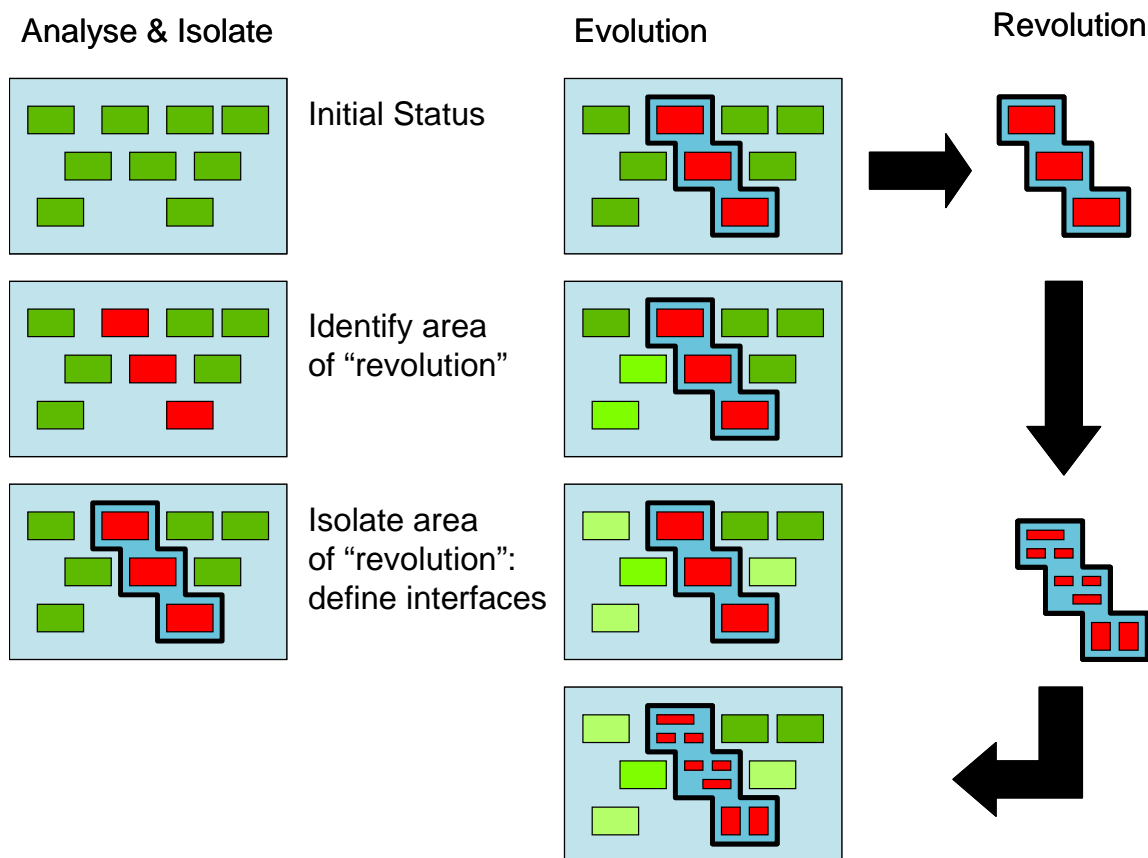 Analyse & Isolate
Evolution
Revolution
Initial Status
Identify area
of “revolution”
Isolate area
of “revolution”:
define interfaces